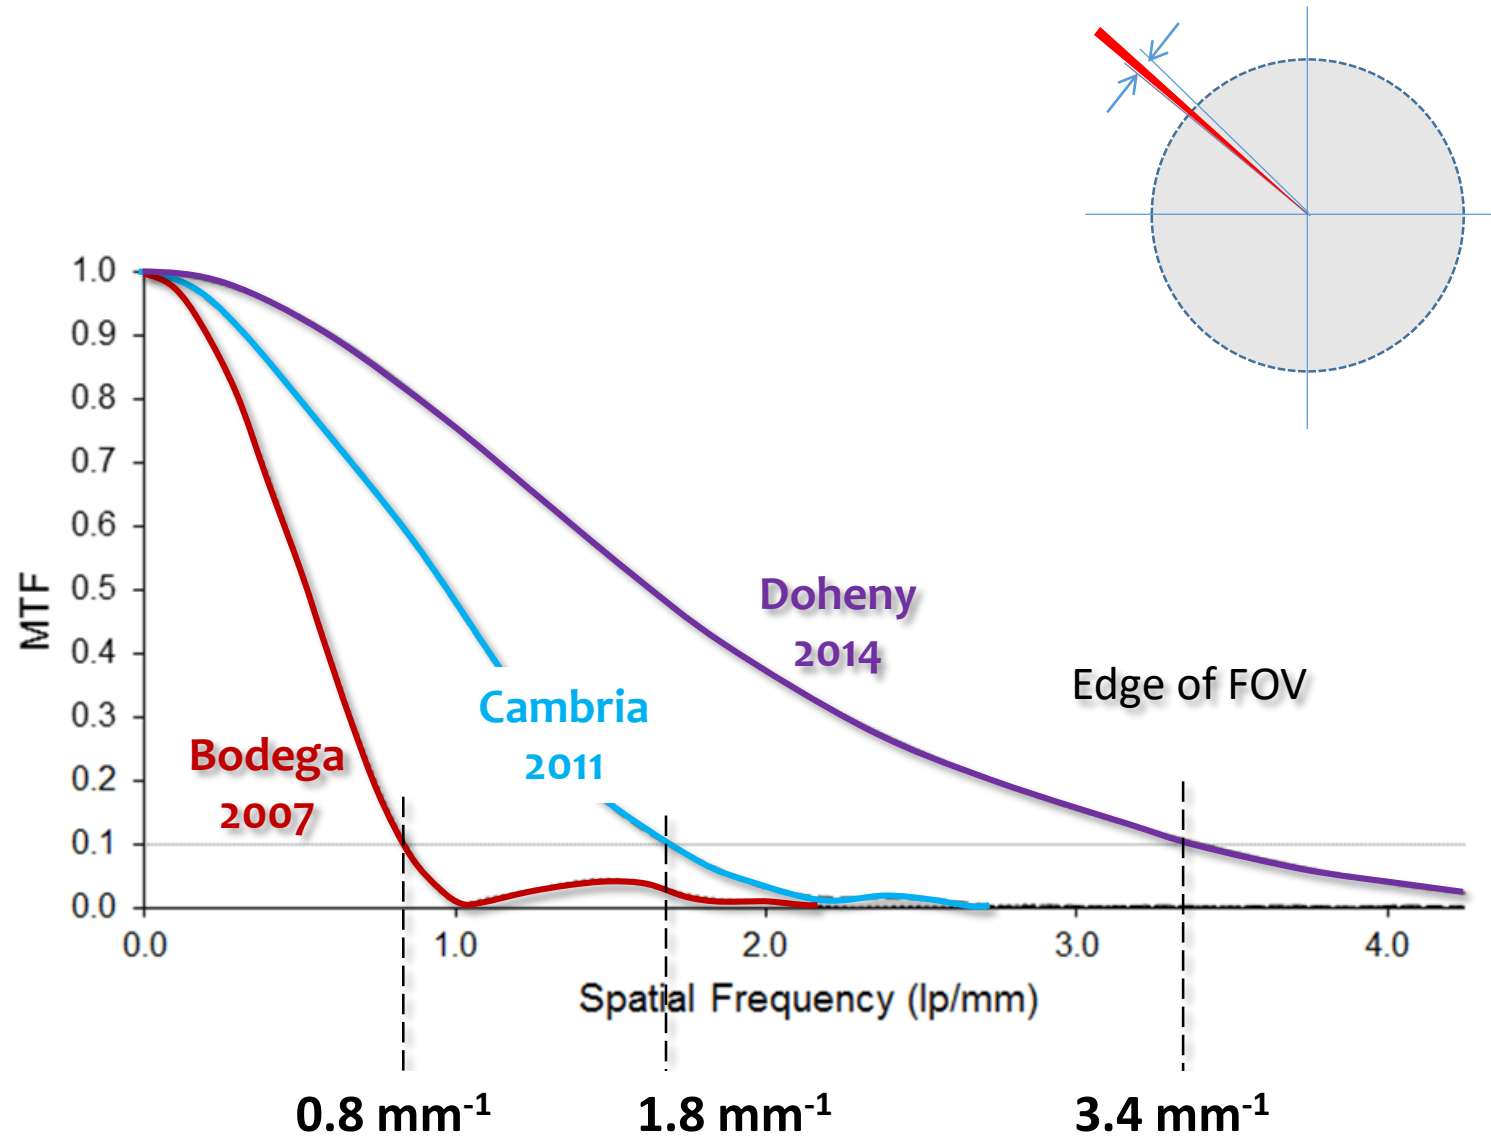 1.0
0.9
0.8
0.7
0.6
0.5
0.4
0.3
0.2
0.1
0.0
MTF
Doheny
2014
Edge of FOV
Cambria
2011
Bodega
2007
0.0 1.0 2.0 3.0 4.0
Spatial Frequency (lp/mm)
0.8 mm⁻¹ 1.8 mm⁻¹ 3.4 mm⁻¹